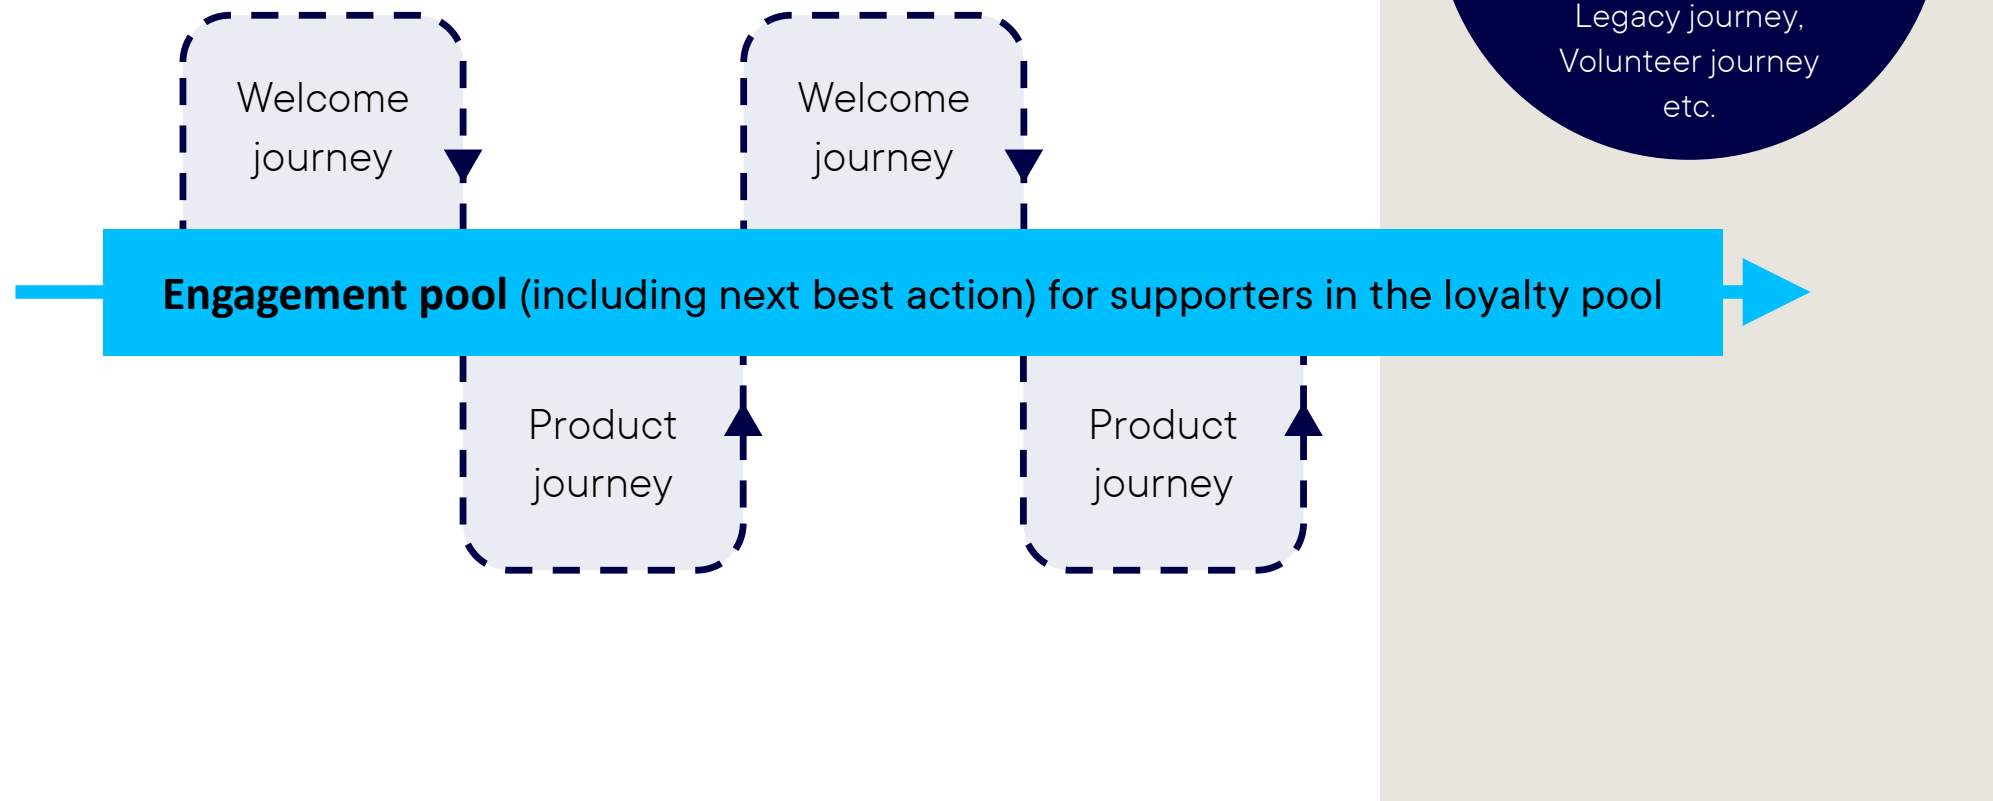 Legacy journey,
Volunteer journey
etc.
Welcome
journey
Welcome
journey
Engagement pool (including next best action) for supporters in the loyalty pool
Product
journey
Product
journey